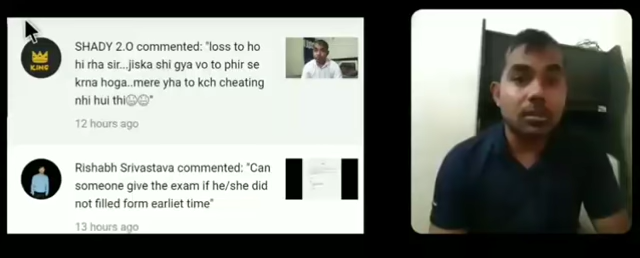 SHADY 2.O commented: "loss to ho
hi rha sir...jiska shi gya vo to phir se
krna hoga..mere yha to kch cheating
nhi hui thi😐😐"
12 hours ago
KING
Rishabh Srivastava commented: "Can
someone give the exam if he/she did
not filled form earliet time"
13 hours ago